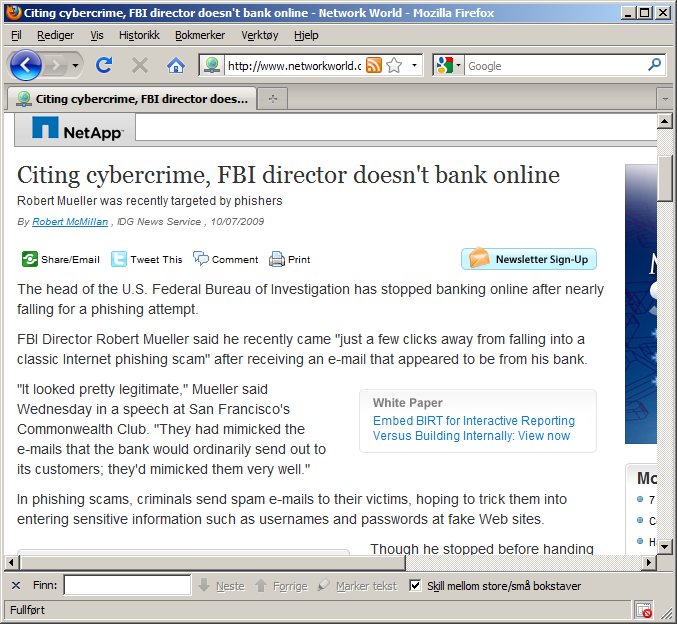 Citing cybercrime, FBI director doesn't bank online - Network World - Mozilla Firefox
Fil Rediger Vis Historikk Bokmerker Verktøy Hjelp
http://www.networkworld.c Google
Citing cybercrime, FBI director does...
NetApp™
Citing cybercrime, FBI director doesn't bank online
Robert Mueller was recently targeted by phishers
By Robert McMillan , IDG News Service , 10/07/2009
Share/Email Tweet This Comment Print Newsletter Sign-Up
The head of the U.S. Federal Bureau of Investigation has stopped banking online after nearly
falling for a phishing attempt.
FBI Director Robert Mueller said he recently came "just a few clicks away from falling into a
classic Internet phishing scam" after receiving an e-mail that appeared to be from his bank.
"It looked pretty legitimate," Mueller said
Wednesday in a speech at San Francisco's
Commonwealth Club. "They had mimicked the
e-mails that the bank would ordinarily send out to
its customers; they'd mimicked them very well."
White Paper
Embed BIRT for Interactive Reporting
Versus Building Internally: View now
In phishing scams, criminals send spam e-mails to their victims, hoping to trick them into
entering sensitive information such as usernames and passwords at fake Web sites.
Though he stopped before handing
Mo
7
Finn: Neste Forrige Marker tekst Skill mellom store/små bokstaver
Fullført